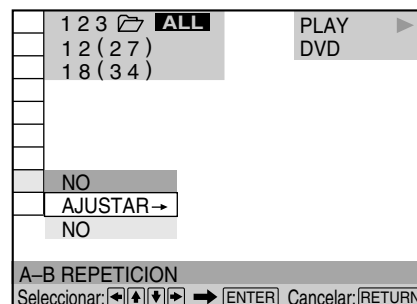 1 2 3 ALL
PLAY
1 2 ( 2 7 )
DVD
1 8 ( 3 4 )
NO
AJUSTAR→
NO
A–B REPETICION
Seleccionar: ←↑↓→ ➡ ENTER Cancelar: RETURN